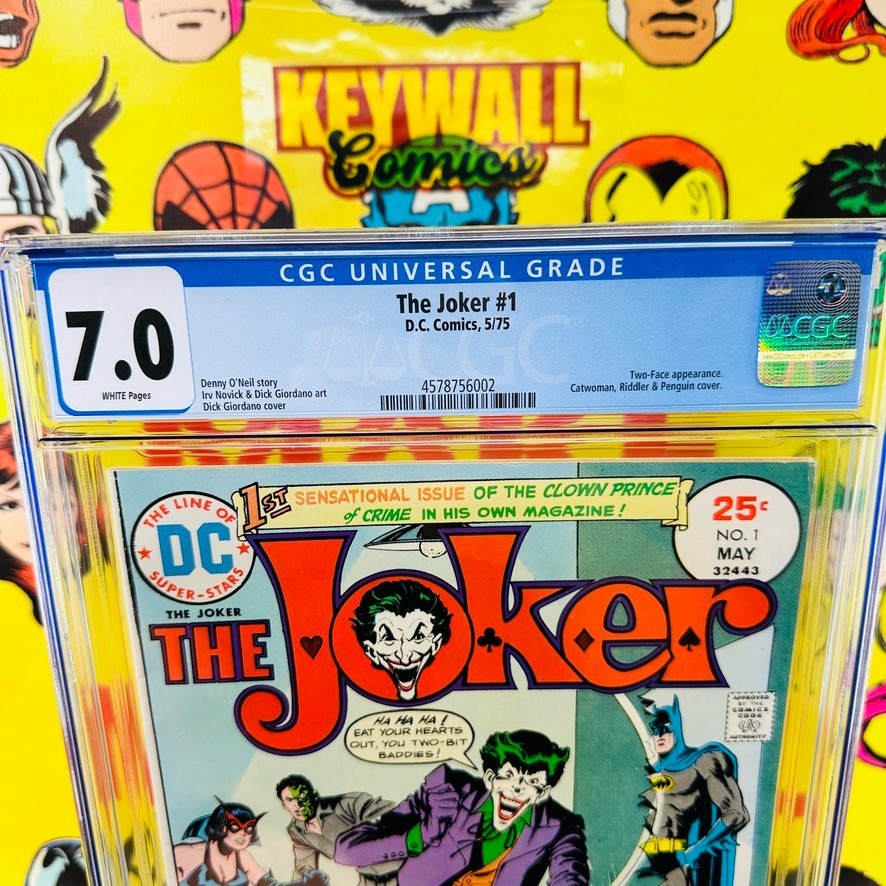 KEYWALL
Comics
CGC UNIVERSAL GRADE
7.0
WHITE Pages
The Joker #1
D.C. Comics, 5/75
Denny O'Neil story
Irv Novick & Dick Giordano art
Dick Giordano cover
4578756002
Two-Face appearance.
Catwoman, Riddler & Penguin cover.
CGC
THE LINE OF
DC
SUPER-STARS
1ST SENSATIONAL ISSUE OF THE CLOWN PRINCE
of CRIME IN HIS OWN MAGAZINE!
25¢
NO. 1
MAY
32443
THE JOKER
THE JOKER
APPROVED
BY THE
COMICS
CODE
AUTHORITY
HA HA HA!
EAT YOUR HEARTS
OUT, YOU TWO-BIT
BADDIES!